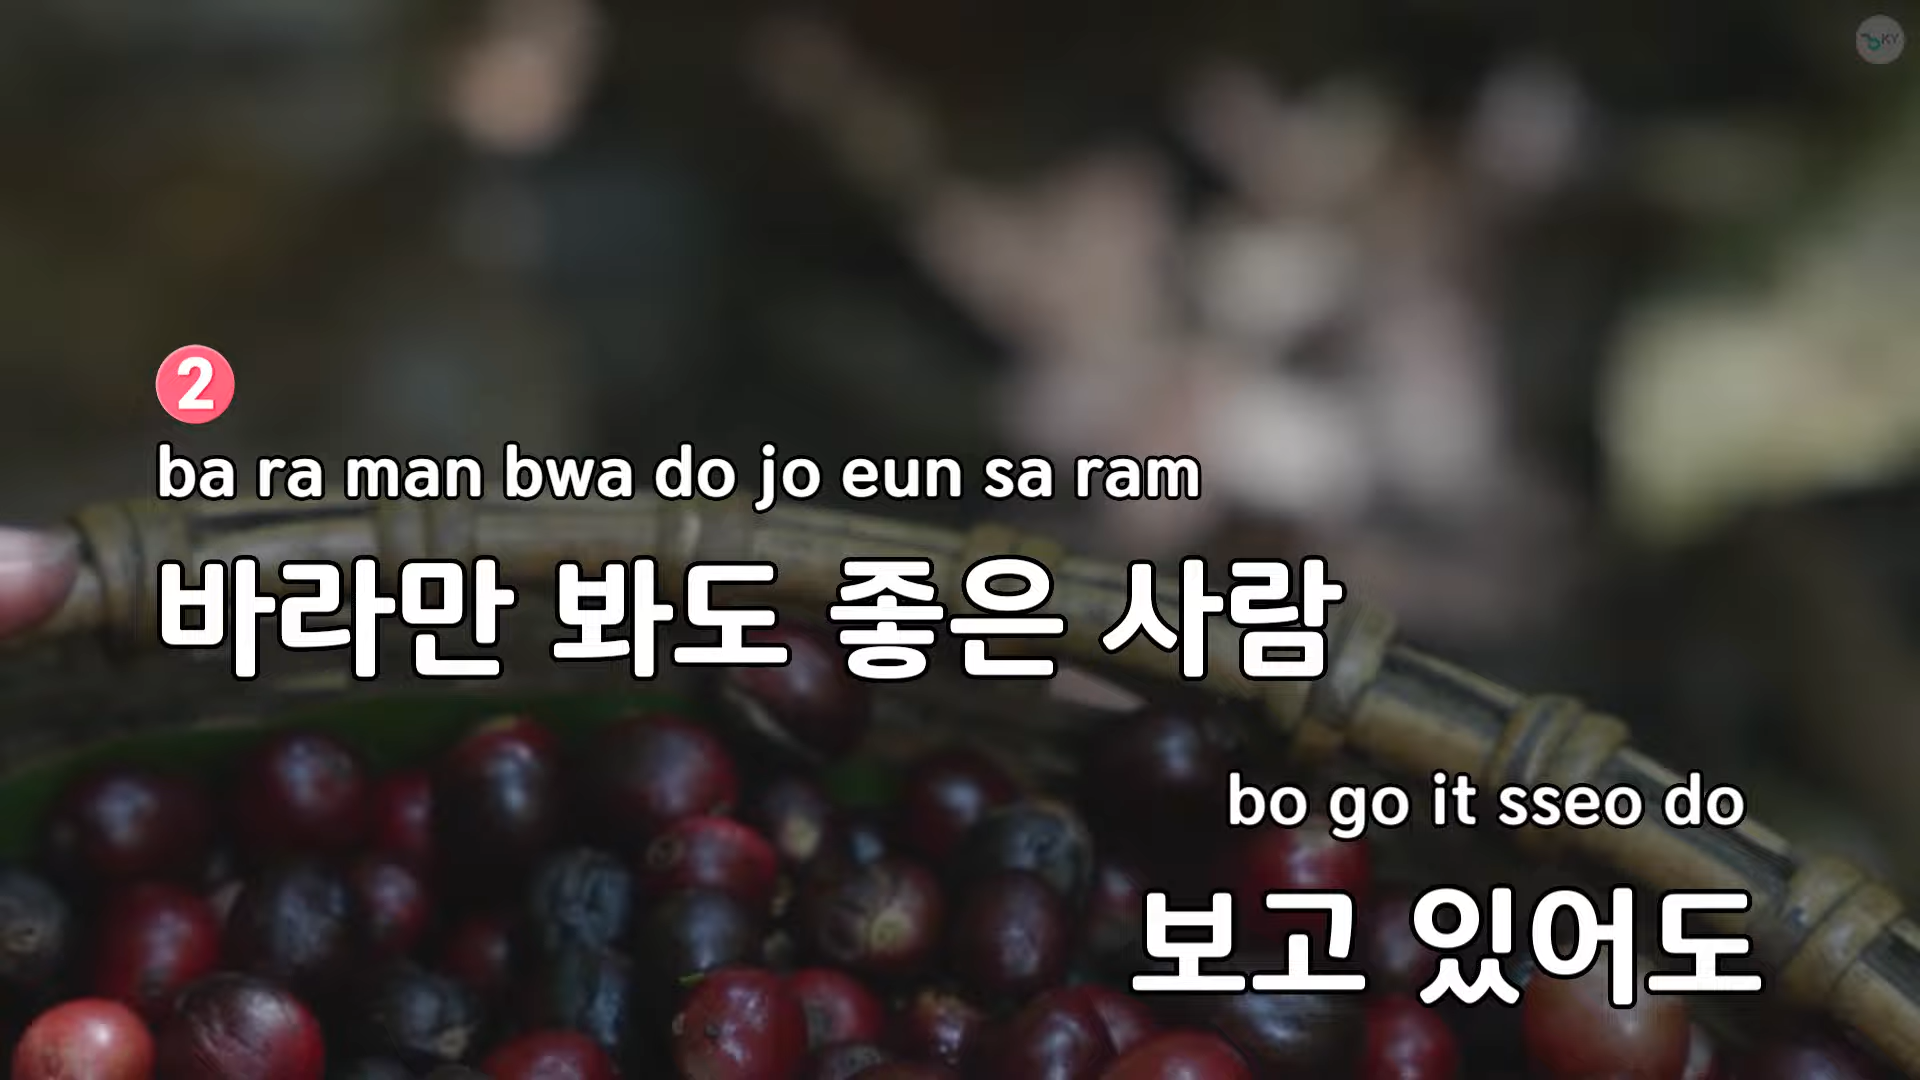 KY
2
ba ra man bwa do jo eun sa ram
바라만 봐도 좋은 사람
bo go it sseo do
보고 있어도